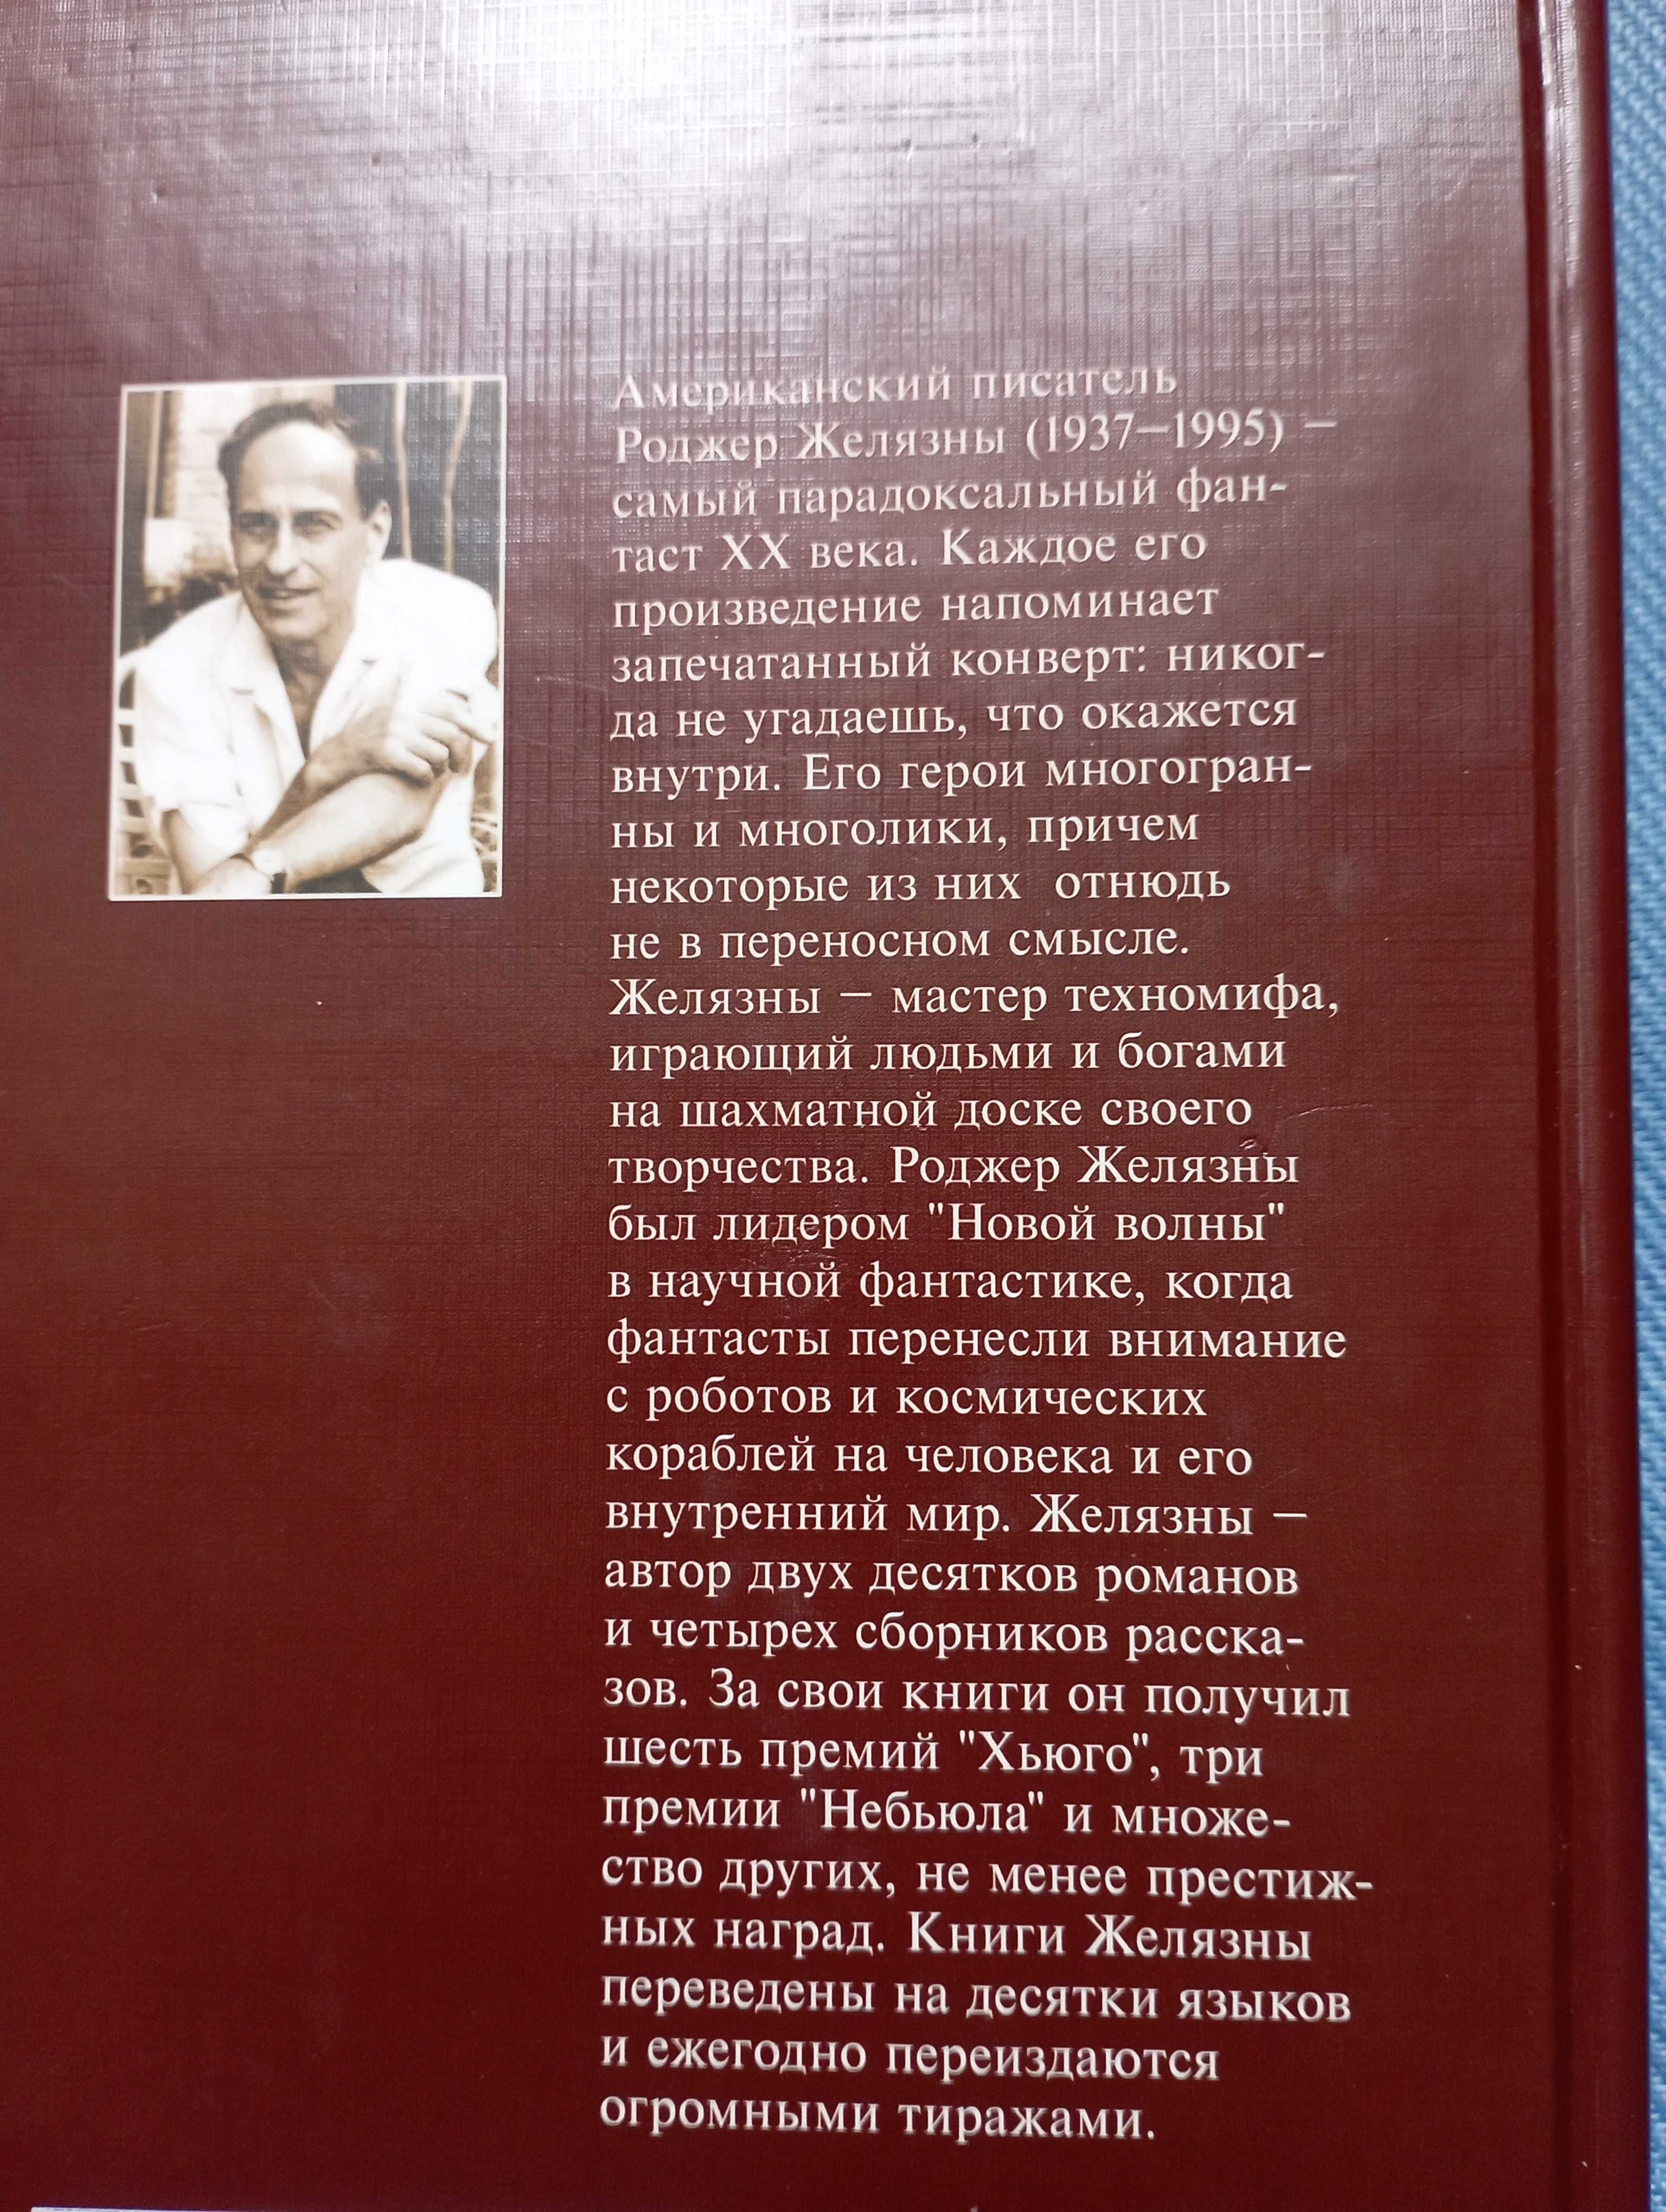 Американский писатель
Роджер Желязны (1937—1995) —
самый парадоксальный фан-
таст XX века. Каждое его
произведение напоминает
запечатанный конверт: никог-
да не угадаешь, что окажется
внутри. Его герои многогран-
ны и многолики, причем
некоторые из них отнюдь
не в переносном смысле.
Желязны — мастер техномифа,
играющий людьми и богами
на шахматной доске своего
творчества. Роджер Желязны
был лидером "Новой волны"
в научной фантастике, когда
фантасты перенесли внимание
с роботов и космических
кораблей на человека и его
внутренний мир. Желязны —
автор двух десятков романов
и четырех сборников расска-
зов. За свои книги он получил
шесть премий "Хьюго", три
премии "Небьюла" и множе-
ство других, не менее престиж-
ных наград. Книги Желязны
переведены на десятки языков
и ежегодно переиздаются
огромными тиражами.